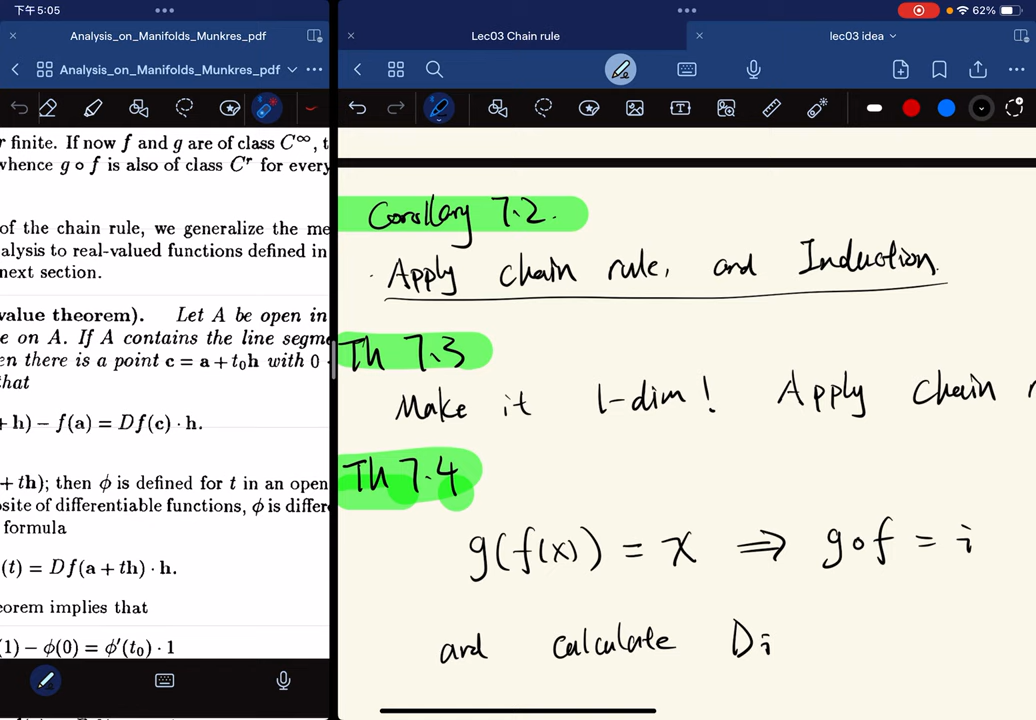 下午5:05
62%
Analysis_on_Manifolds_Munkres_pdf
Lec03 Chain rule
lec03 idea
Analysis_on_Manifolds_Munkres_pdf
r finite. If now f and g are of class C∞, t
whence g ∘ f is also of class Cʳ for every
of the chain rule, we generalize the me
alysis to real-valued functions defined in
next section.
value theorem). Let A be open in
e on A. If A contains the line segme
en there is a point c = a + t₀h with 0
that
+ h) − f(a) = Df(c) · h.
+ th); then ϕ is defined for t in an open
osite of differentiable functions, ϕ is differ
formula
(t) = Df(a + th) · h.
eorem implies that
(1) − ϕ(0) = ϕ′(t₀) · 1
Corollary 7.2.
· Apply chain rule, and Induction.
Th 7.3
Make it 1-dim! Apply chain r
Th 7.4
g(f(x)) = x ⇒ g∘f = i
and calculate Di